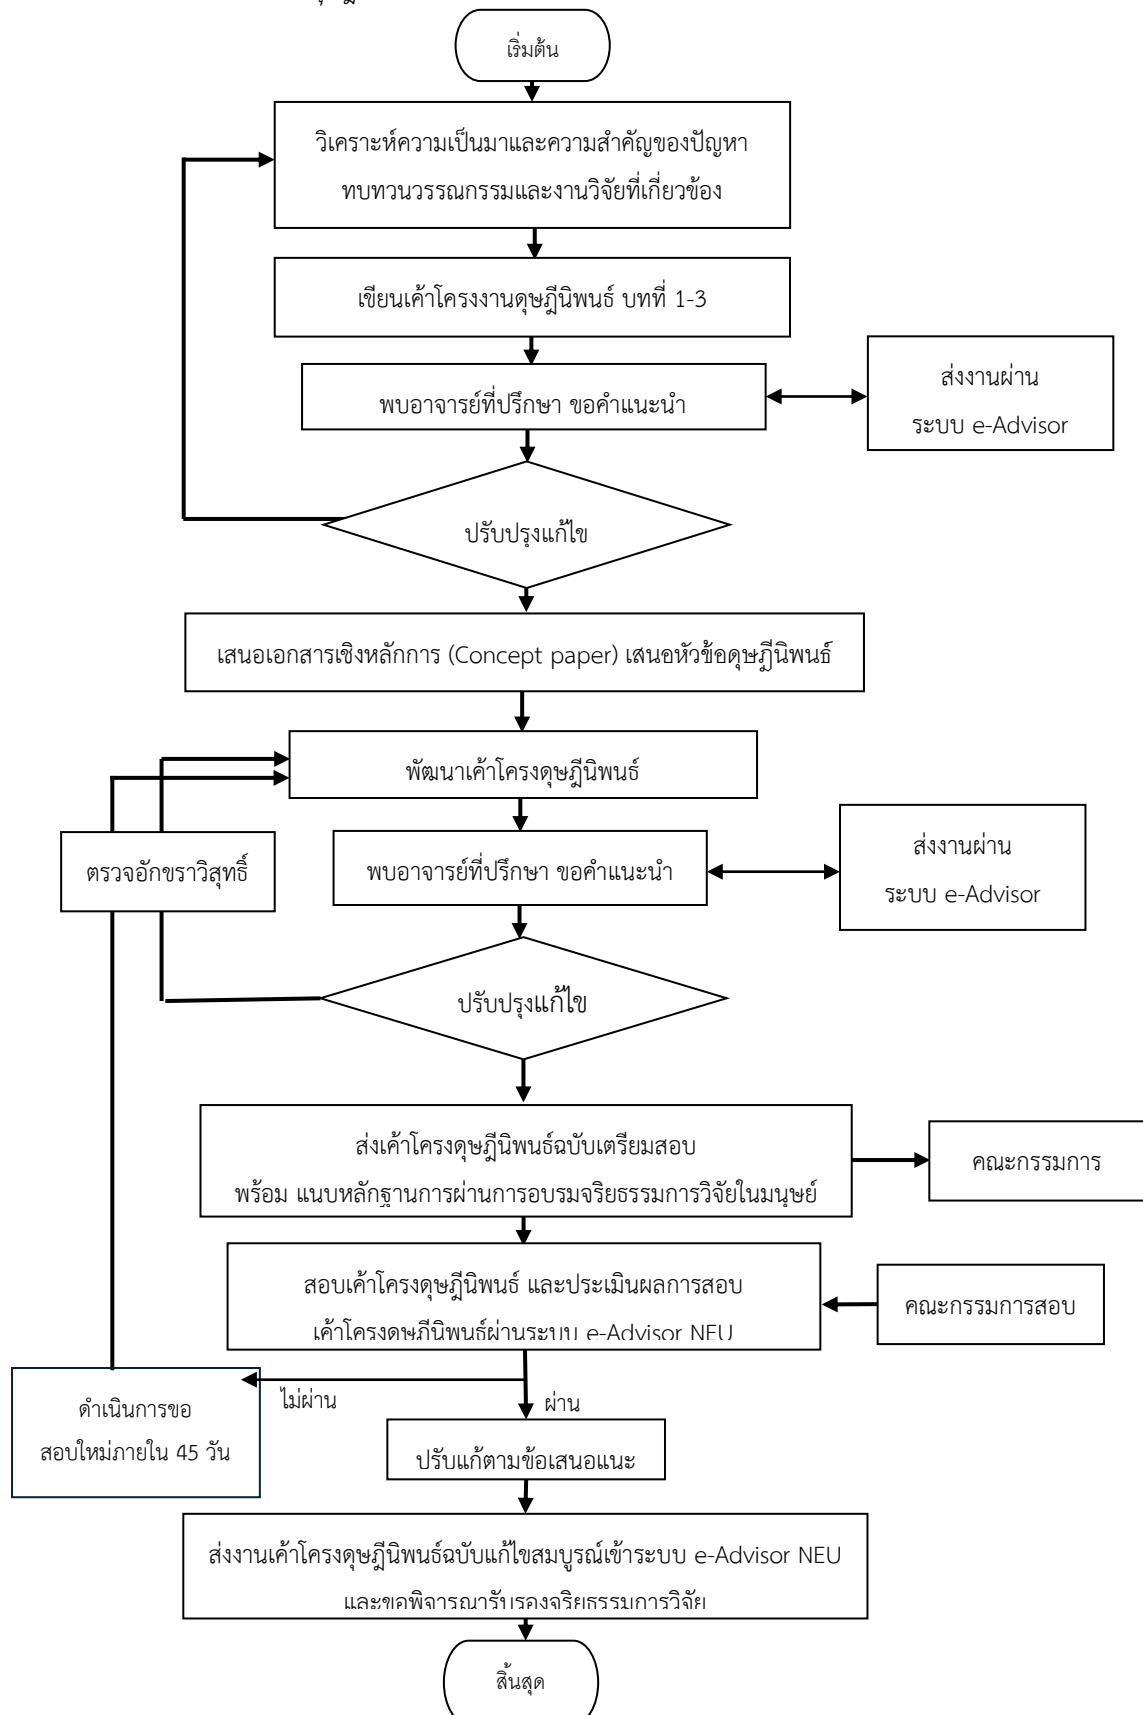 เริ่มต้น
วิเคราะห์ความเป็นมาและความสำคัญของปัญหา
ทบทวนวรรณกรรมและงานวิจัยที่เกี่ยวข้อง
เขียนเค้าโครงงานดุษฎีนิพนธ์ บทที่ 1-3
พบอาจารย์ที่ปรึกษา ขอคำแนะนำ
ส่งงานผ่าน
ระบบ e-Advisor
ปรับปรุงแก้ไข
เสนอเอกสารเชิงหลักการ (Concept paper) เสนอหัวข้อดุษฎีนิพนธ์
พัฒนาเค้าโครงดุษฎีนิพนธ์
ตรวจอักขราวิสุทธิ์
พบอาจารย์ที่ปรึกษา ขอคำแนะนำ
ส่งงานผ่าน
ระบบ e-Advisor
ปรับปรุงแก้ไข
ส่งเค้าโครงดุษฎีนิพนธ์ฉบับเตรียมสอบ
พร้อม แนบหลักฐานการผ่านการอบรมจริยธรรมการวิจัยในมนุษย์
คณะกรรมการ
สอบเค้าโครงดุษฎีนิพนธ์ และประเมินผลการสอบ
เค้าโครงดุษฎีนิพนธ์ผ่านระบบ e-Advisor NEU
คณะกรรมการสอบ
ไม่ผ่าน
ผ่าน
ดำเนินการขอ
สอบใหม่ภายใน 45 วัน
ปรับแก้ตามข้อเสนอแนะ
ส่งงานเค้าโครงดุษฎีนิพนธ์ฉบับแก้ไขสมบูรณ์เข้าระบบ e-Advisor NEU
และขอพิจารณารับรองจริยธรรมการวิจัย
สิ้นสุด